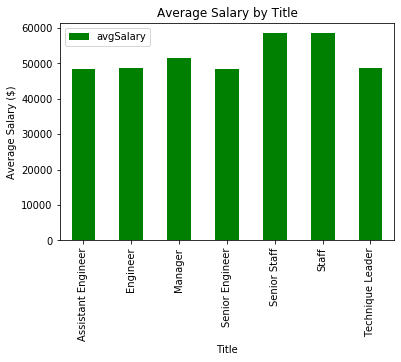 Average Salary by Title
avgSalary
Average Salary ($)
60000
50000
40000
30000
20000
10000
0
Assistant Engineer
Engineer
Manager
Senior Engineer
Senior Staff
Staff
Technique Leader
Title